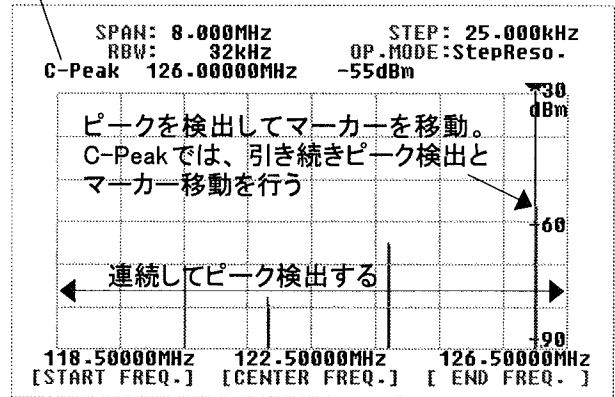 SPAN: 8.000MHz STEP: 25.000kHz
RBW: 32kHz OP.MODE:StepReso.
C-Peak 126.00000MHz -55dBm
-30
dBm
ピークを検出してマーカーを移動。
C-Peakでは、引き続きピーク検出と
マーカー移動を行う
-60
連続してピーク検出する
-90
118.50000MHz 122.50000MHz 126.50000MHz
[START FREQ.] [CENTER FREQ.] [ END FREQ. ]